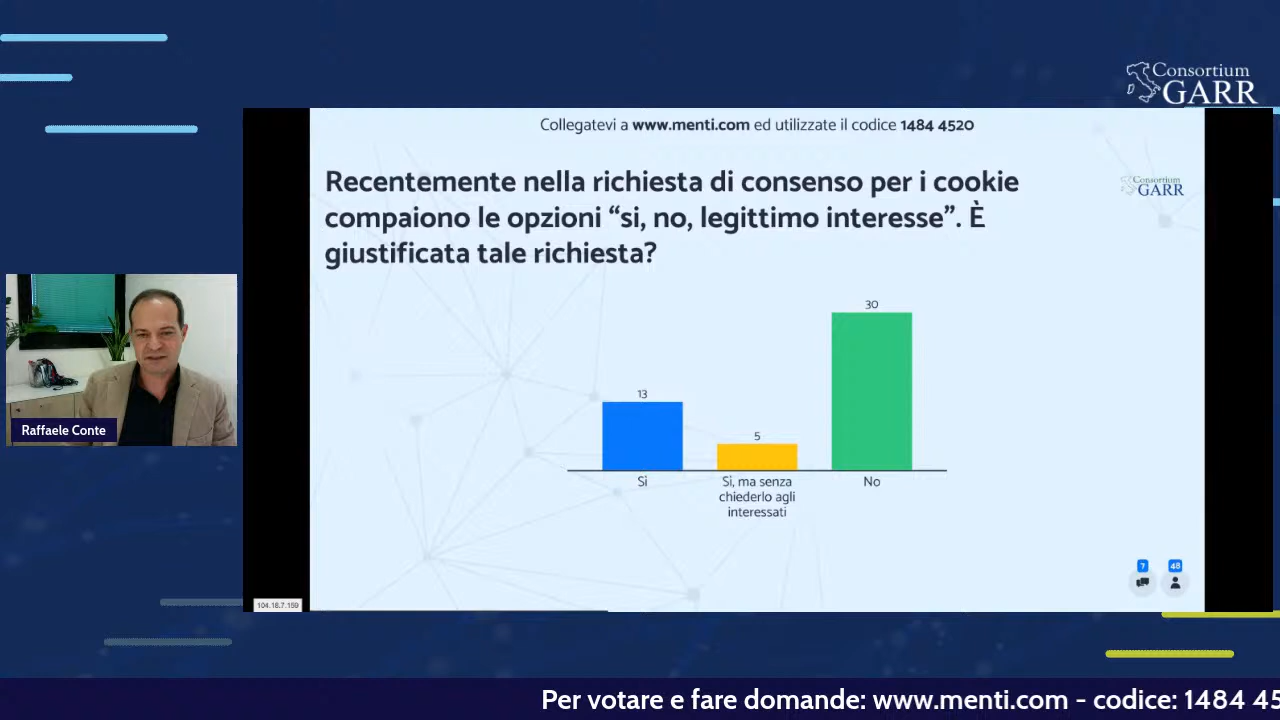 Consortium
GARR
Collegatevi a www.menti.com ed utilizzate il codice 1484 4520
Recentemente nella richiesta di consenso per i cookie
compaiono le opzioni “si, no, legittimo interesse”. È
giustificata tale richiesta?
Consortium
GARR
30
13
5
Sì
Sì, ma senza
chiederlo agli
interessati
No
Raffaele Conte
7
48
104.18.7.159
Per votare e fare domande: www.menti.com - codice: 1484 45